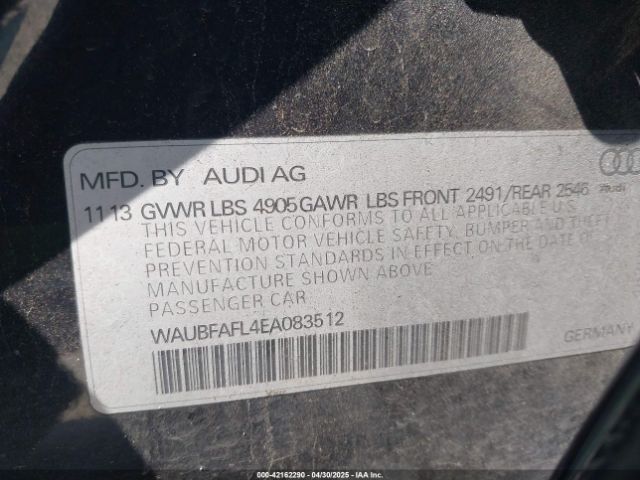 MFD. BY AUDI AG
11 13 GVWR LBS 4905 GAWR LBS FRONT 2491/REAR 2546
THIS VEHICLE CONFORMS TO ALL APPLICABLE U.S.
FEDERAL MOTOR VEHICLE SAFETY, BUMPER AND THEFT
PREVENTION STANDARDS IN EFFECT ON THE DATE OF
MANUFACTURE SHOWN ABOVE
PASSENGER CAR
WAUBFAFL4EA083512
GERMANY
000-42162290 - 04/30/2025 - IAA Inc.